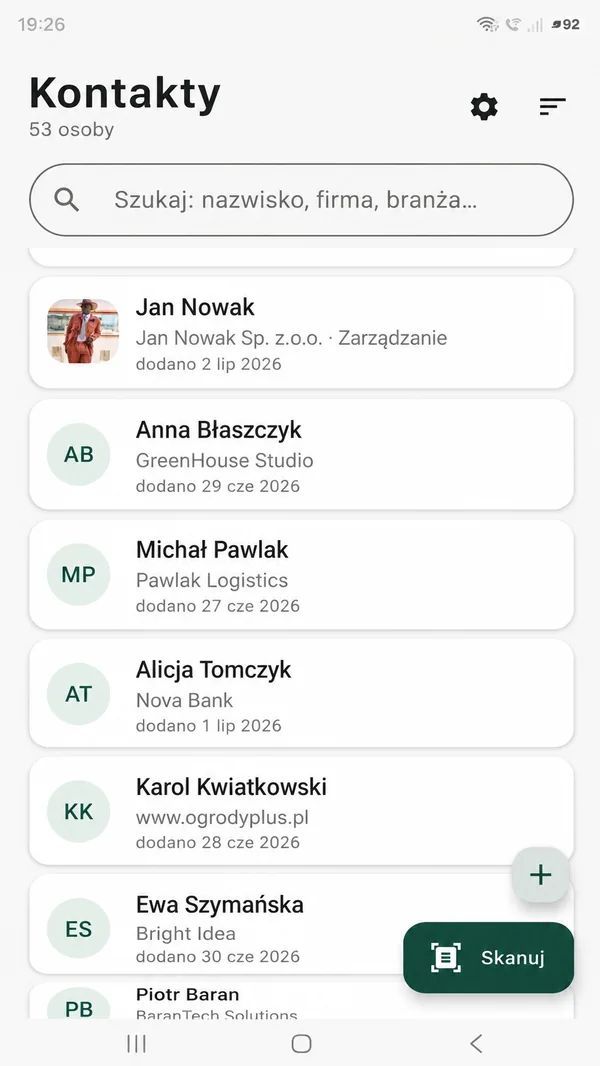 19:26
92
Kontakty
53 osoby
Szukaj: nazwisko, firma, branża…
Jan Nowak
Jan Nowak Sp. z.o.o. · Zarządzanie
dodano 2 lip 2026
AB
Anna Błaszczyk
GreenHouse Studio
dodano 29 cze 2026
MP
Michał Pawlak
Pawlak Logistics
dodano 27 cze 2026
AT
Alicja Tomczyk
Nova Bank
dodano 1 lip 2026
KK
Karol Kwiatkowski
www.ogrodyplus.pl
dodano 28 cze 2026
ES
Ewa Szymańska
Bright Idea
dodano 30 cze 2026
Skanuj
PB
Piotr Baran
BaranTech Solutions